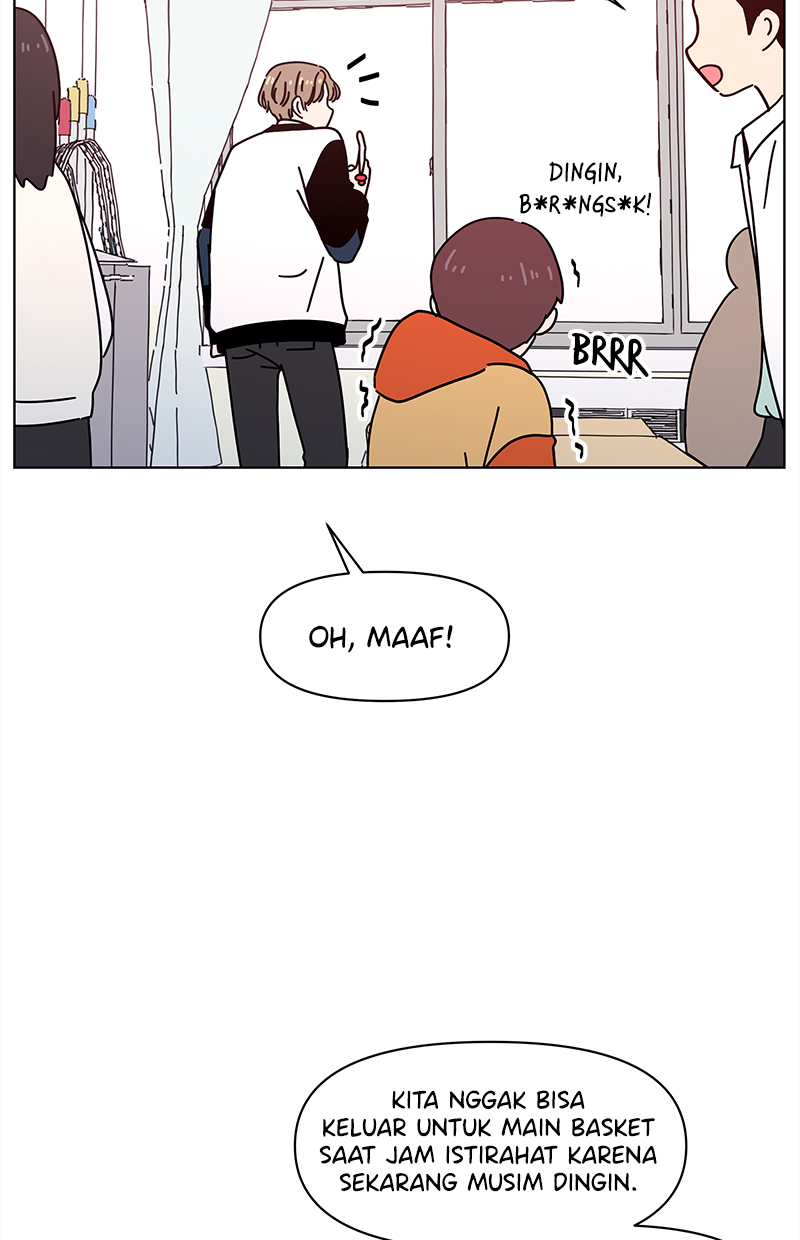 DINGIN,
B*R*NGS*K!
BRRR
OH, MAAF!
KITA NGGAK BISA
KELUAR UNTUK MAIN BASKET
SAAT JAM ISTIRAHAT KARENA
SEKARANG MUSIM DINGIN.